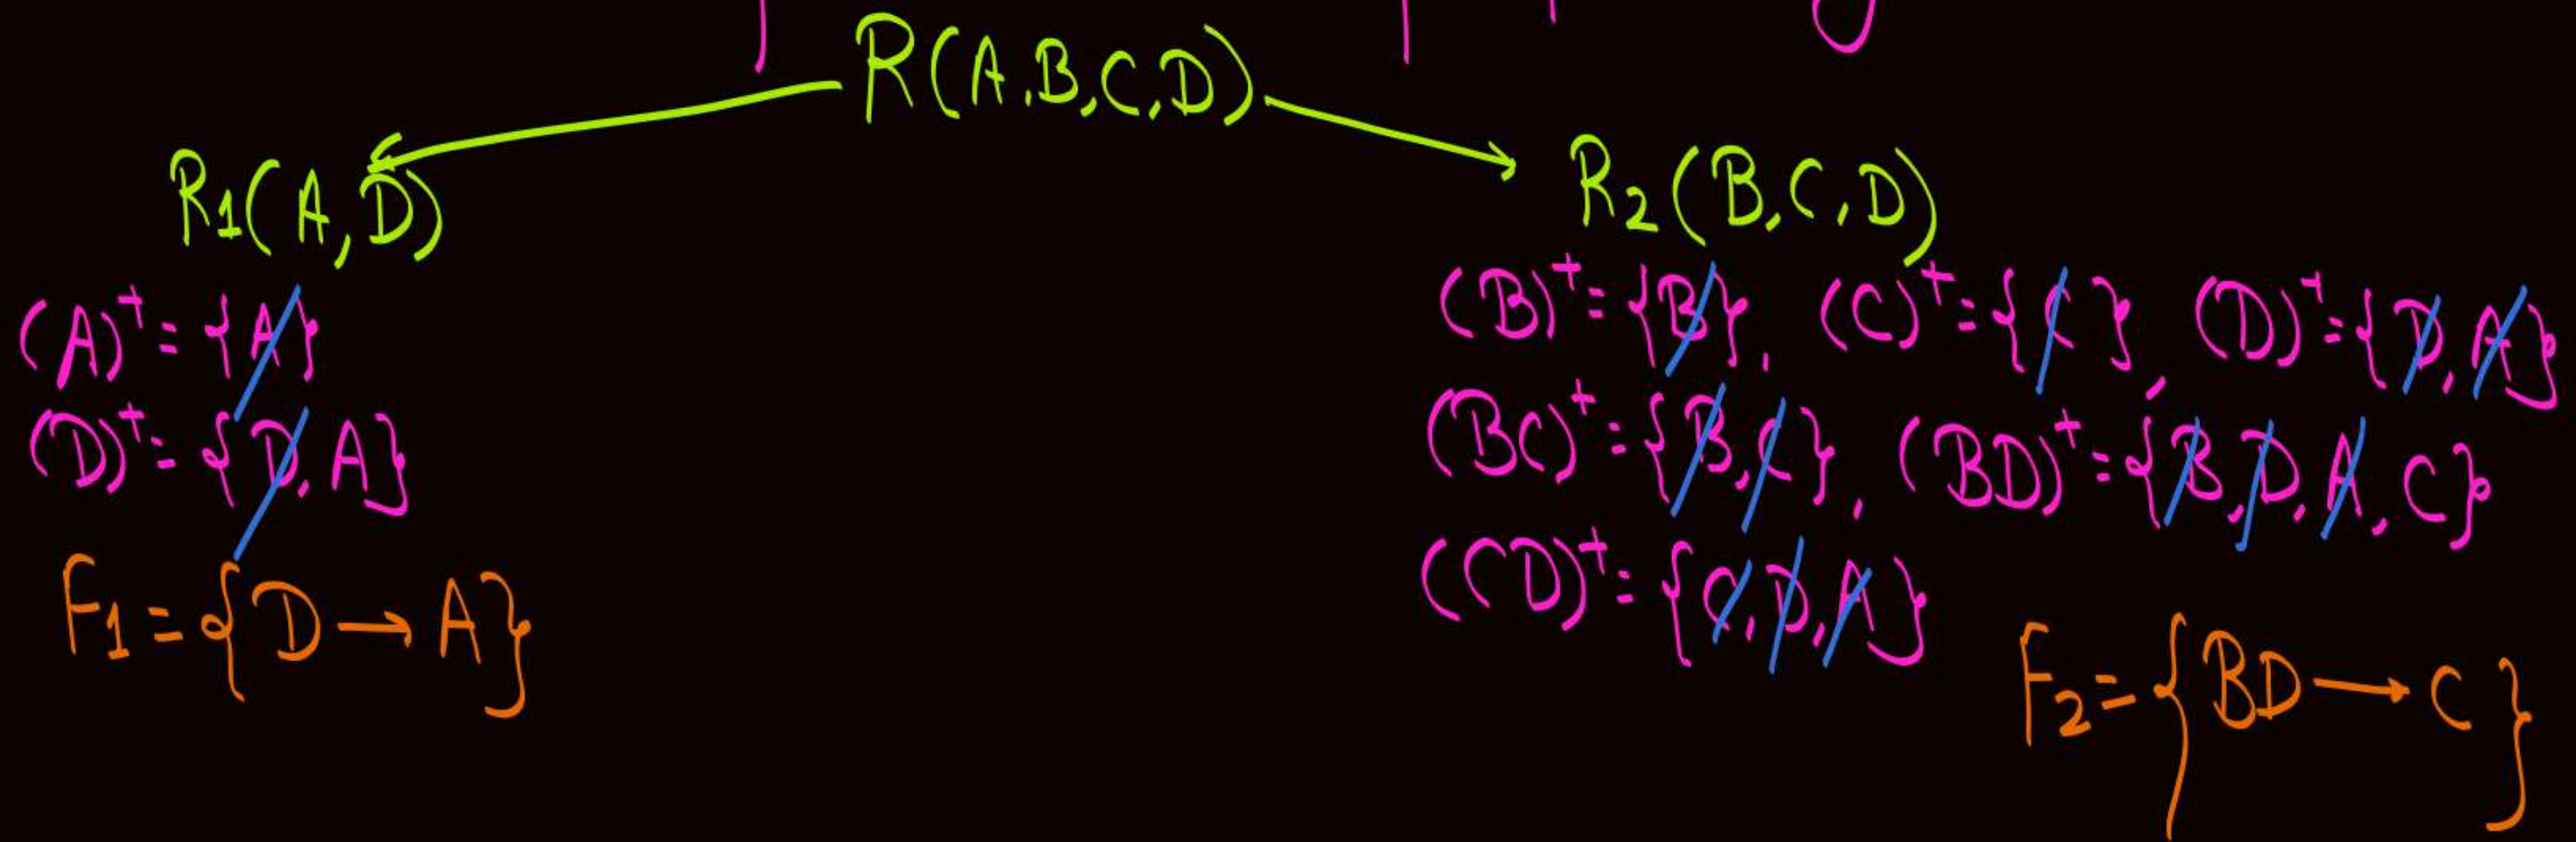 R(A,B,C,D)
R1(A,D)
R2(B,C,D)
(A)⁺={A}
(D)⁺={D,A}
F1={D→A}
(B)⁺={B}, (C)⁺={C}, (D)⁺={D,A}
(BC)⁺={B,C}, (BD)⁺={B,D,A,C}
(CD)⁺={C,D,A}
F2={BD→C}